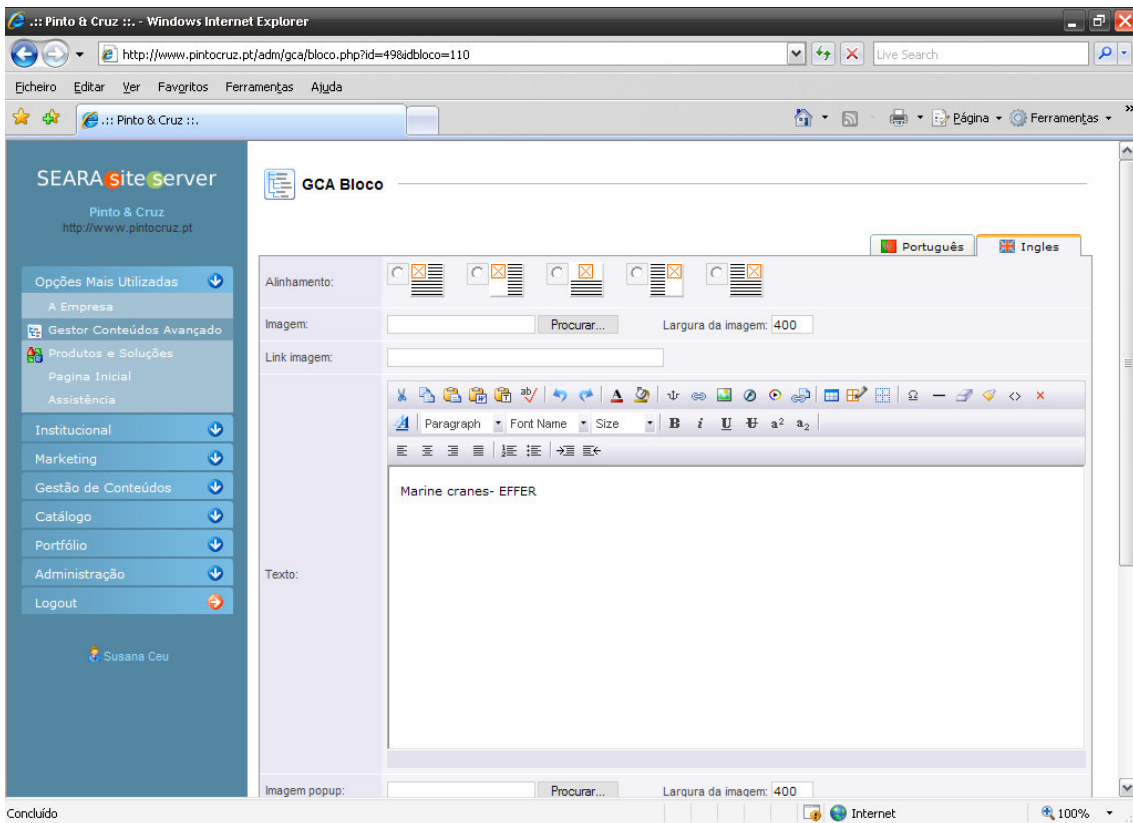 .:: Pinto & Cruz ::. - Windows Internet Explorer
http://www.pintocruz.pt/adm/gca/bloco.php?id=49&idbloco=110
Live Search
Ficheiro Editar Ver Favoritos Ferramentas Ajuda
.:: Pinto & Cruz ::.
Página
Ferramentas
SEARA site server
Pinto & Cruz
http://www.pintocruz.pt
Opções Mais Utilizadas
A Empresa
Gestor Conteúdos Avançado
Produtos e Soluções
Pagina Inicial
Assistência
Institucional
Marketing
Gestão de Conteúdos
Catálogo
Portfólio
Administração
Logout
Susana Ceu
GCA Bloco
Português Ingles
Alinhamento:
Imagem: Procurar... Largura da imagem: 400
Link imagem:
Texto:
Paragraph Font Name Size B i U a² a₂
Marine cranes- EFFER
Imagem popup: Procurar... Largura da imagem: 400
Concluído Internet 100%